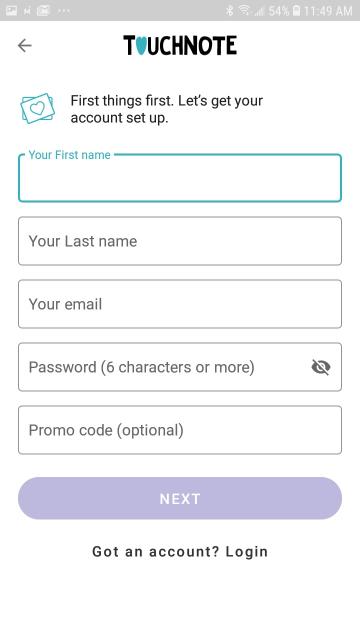 54% 11:49 AM
TOUCHNOTE
First things first. Let's get your
account set up.
Your First name
Your Last name
Your email
Password (6 characters or more)
Promo code (optional)
NEXT
Got an account? Login